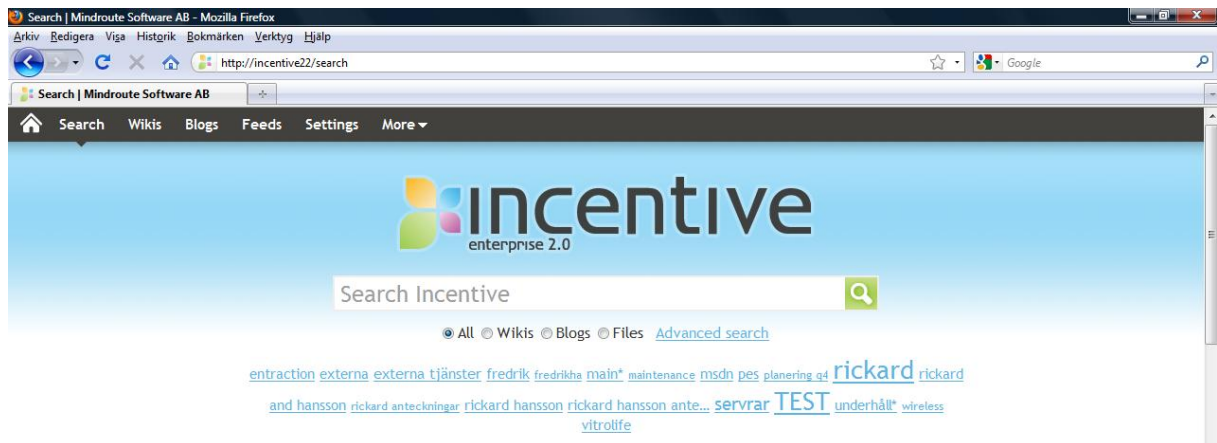 Search | Mindroute Software AB - Mozilla Firefox
Arkiv Redigera Visa Historik Bokmärken Verktyg Hjälp
http://incentive22/search Google
Search | Mindroute Software AB
Search Wikis Blogs Feeds Settings More
incentive
enterprise 2.0
Search Incentive
All Wikis Blogs Files Advanced search
entraction externa externa tjänster fredrik fredrikha main* maintenance msdn pes planering q4 rickard rickard
and hansson rickard anteckningar rickard hansson rickard hansson ante... servrar TEST underhåll* wireless
vitrolife